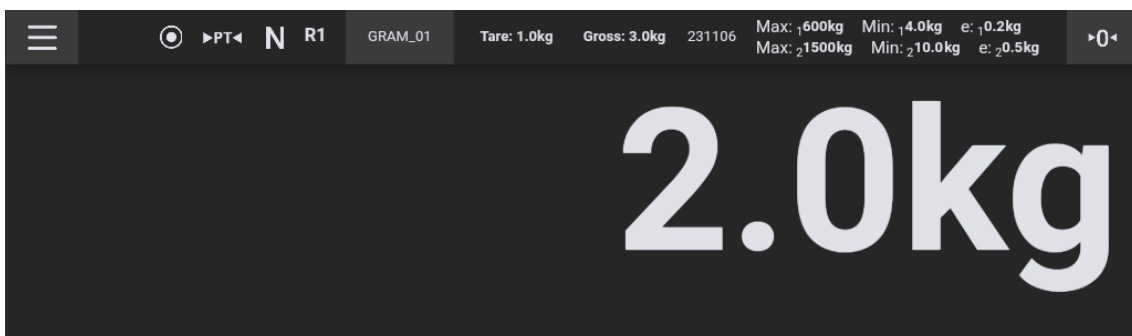 ▸PT◂ N R1 GRAM_01 Tare: 1.0kg Gross: 3.0kg 231106 Max: ₁600kg Min: ₁4.0kg e: ₁0.2kg
Max: ₂1500kg Min: ₂10.0kg e: ₂0.5kg
▸0◂
2.0kg